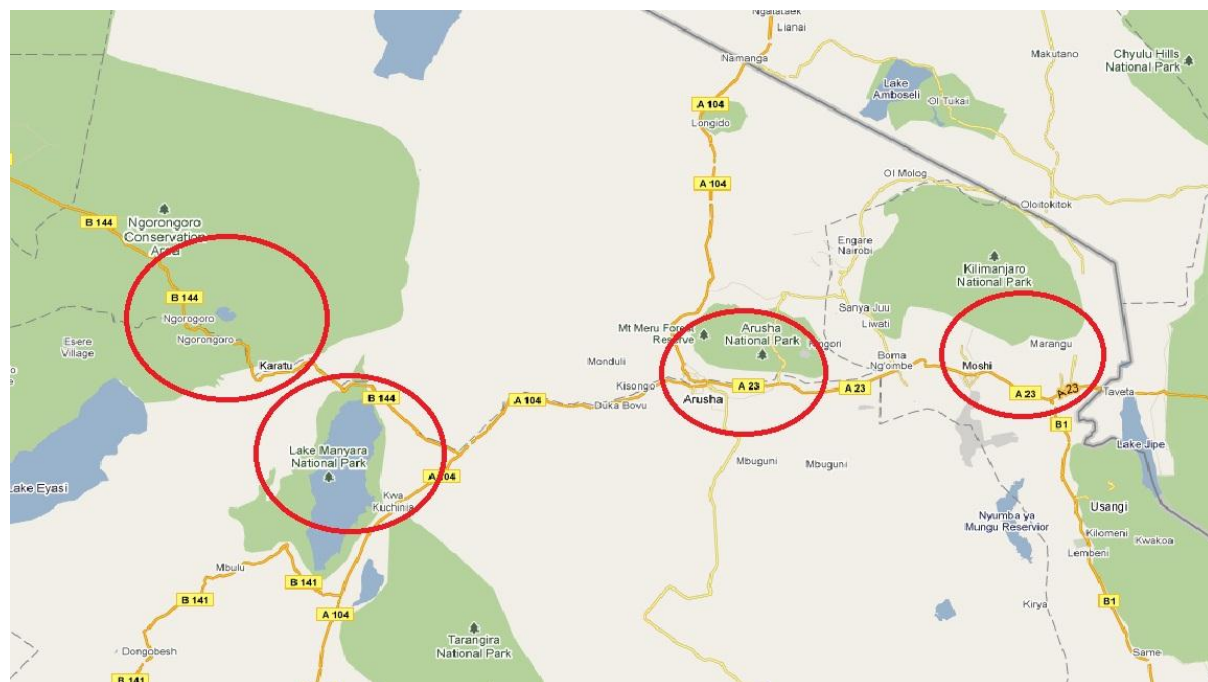 Ngatataek
Lianai
Makutano
Chyulu Hills
National Park
Namanga
Lake
Amboseli
Ol Tukai
A 104
Longido
A 104
Ol Molog
Oloitokitok
B 144
Ngorongoro
Conservation
Area
Engare
Nairobi
Kilimanjaro
National Park
B 144
Ngorogoro
Sanya Juu
Liwati
Mt Meru Forest
Reserve
Arusha
National Park
Ngorongoro
Esere
Village
Marangu
Karatu
Monduli
Boma
Ng'ombe
Moshi
Kisongo
A 23
A 23
A 23
A 23
Taveta
B 144
A 104
Duka Bovu
Arusha
B1
Lake Jipe
Lake Manyara
National Park
Mbuguni
Mbuguni
A 104
Lake Eyasi
Kwa
Kuchinia
Usangi
Nyumba ya
Mungu Reservior
Kilomeni
Kwakoa
Lembeni
Mbulu
B 141
B 141
A 104
Kirya
B1
Tarangira
National Park
Dongobesh
Same
B 141